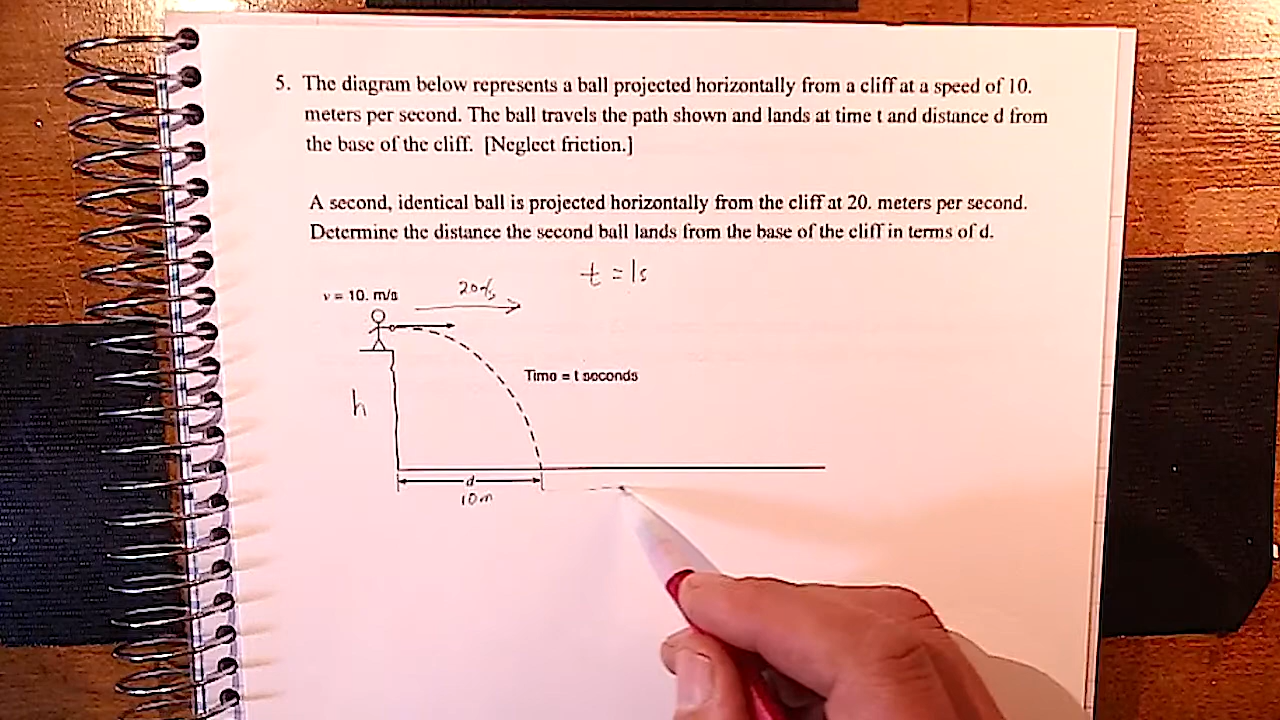 5. The diagram below represents a ball projected horizontally from a cliff at a speed of 10.
meters per second. The ball travels the path shown and lands at time t and distance d from
the base of the cliff. [Neglect friction.]
A second, identical ball is projected horizontally from the cliff at 20. meters per second.
Determine the distance the second ball lands from the base of the cliff in terms of d.
t = 1s
v = 10. m/s
20 m/s
Time = t seconds
h
d
10m